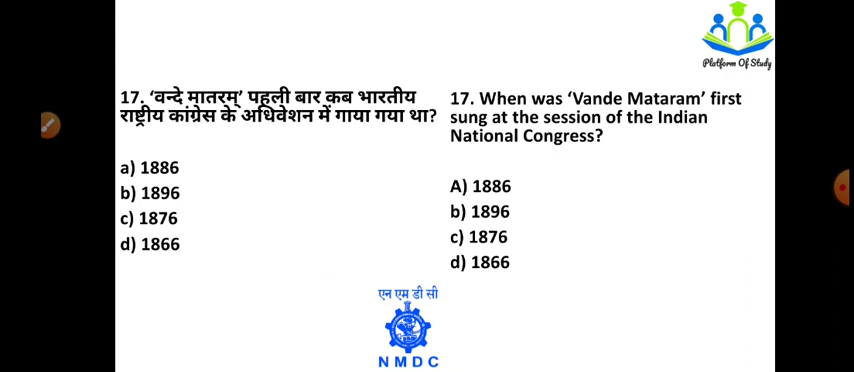 Platform Of Study
17. ‘वन्दे मातरम्’ पहली बार कब भारतीय
राष्ट्रीय कांग्रेस के अधिवेशन में गाया गया था?
a) 1886
b) 1896
c) 1876
d) 1866
17. When was ‘Vande Mataram’ first
sung at the session of the Indian
National Congress?
A) 1886
b) 1896
c) 1876
d) 1866
एन एम डी सी
NMDC